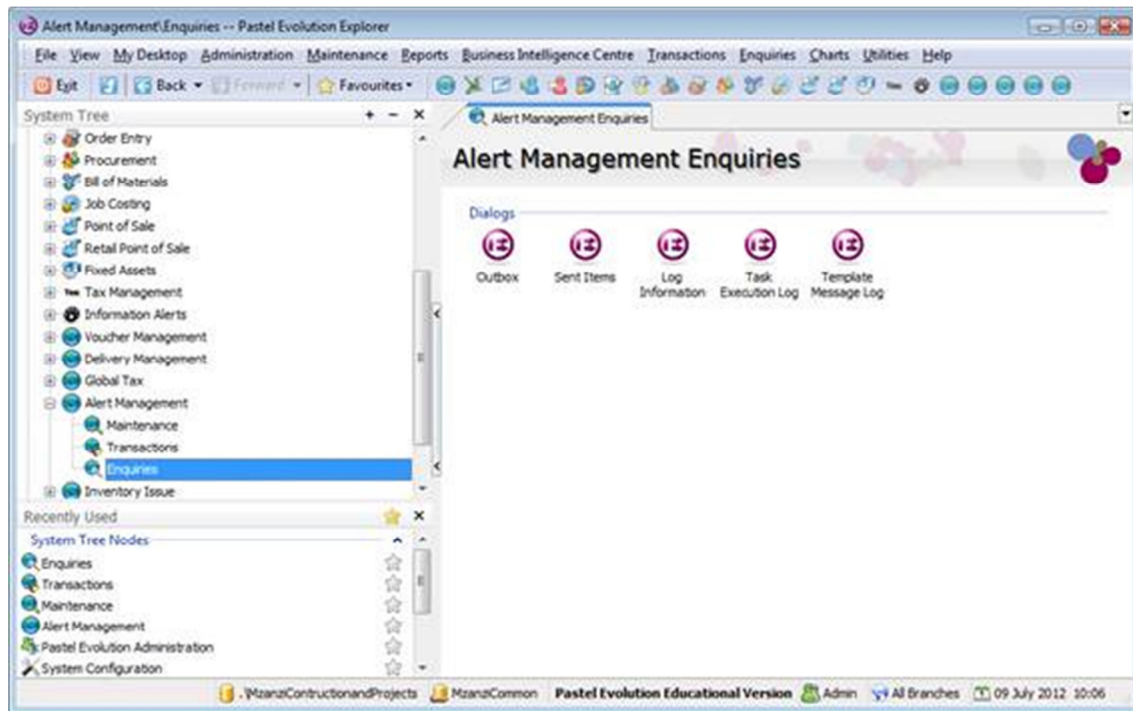 Alert Management\Enquiries -- Pastel Evolution Explorer
File View My Desktop Administration Maintenance Reports Business Intelligence Centre Transactions Enquiries Charts Utilities Help
Exit Back Forward Favourites
System Tree
Order Entry
Procurement
Bill of Materials
Job Costing
Point of Sale
Retail Point of Sale
Fixed Assets
Tax Management
Information Alerts
Voucher Management
Delivery Management
Global Tax
Alert Management
Maintenance
Transactions
Enquiries
Inventory Issue
Recently Used
System Tree Nodes
Enquiries
Transactions
Maintenance
Alert Management
Pastel Evolution Administration
System Configuration
Alert Management Enquiries
Alert Management Enquiries
Dialogs
Outbox
Sent Items
Log Information
Task Execution Log
Template Message Log
.\MzanziContructionandProjects MzanziCommon Pastel Evolution Educational Version Admin All Branches 09 July 2012 10:06